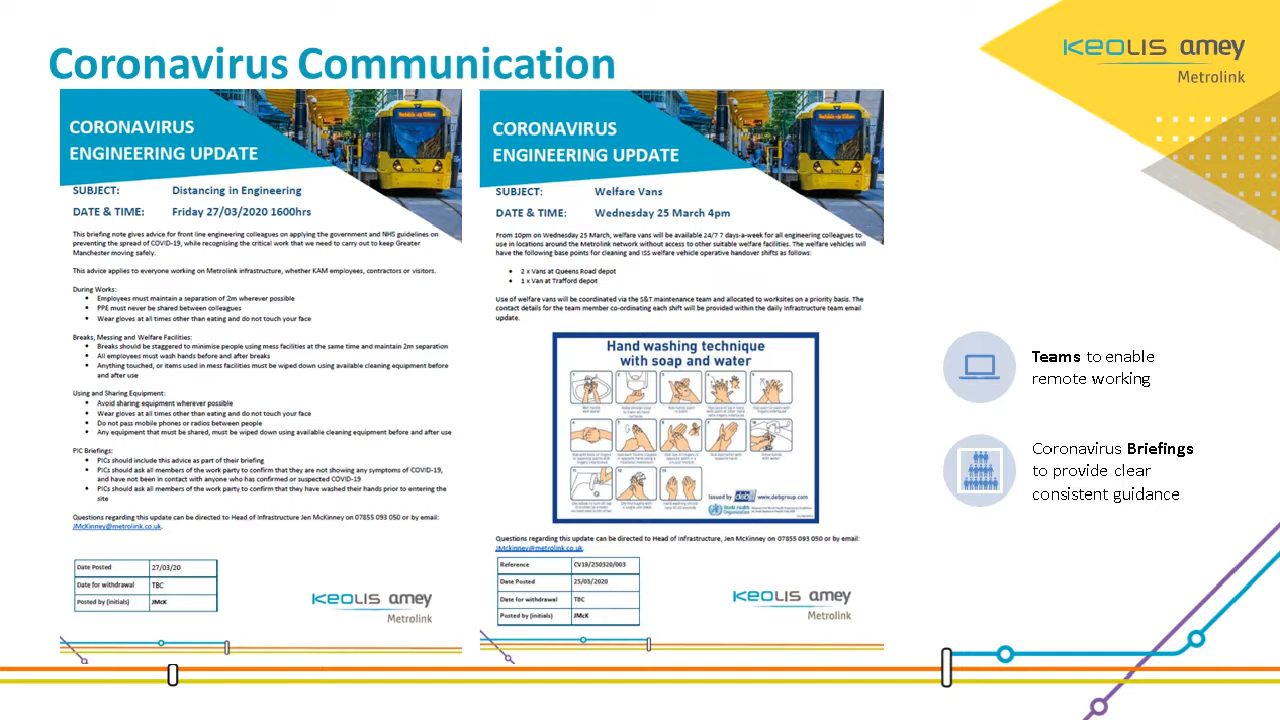 Coronavirus Communication
KEOLIS amey
Metrolink
CORONAVIRUS
ENGINEERING UPDATE
SUBJECT: Distancing in Engineering
DATE & TIME: Friday 27/03/2020 1600hrs
This briefing note gives advice for front line engineering colleagues on applying the government and NHS guidelines on
preventing the spread of COVID-19, while recognising the critical work that we need to carry out to keep Greater
Manchester moving safely.
This advice applies to everyone working on Metrolink infrastructure, whether KAM employees, contractors or visitors.
During Works:
• Employees must maintain a separation of 2m wherever possible
• PPE must never be shared between colleagues
• Wear gloves at all times other than eating and do not touch your face
Breaks, Messing and Welfare Facilities:
• Breaks should be staggered to minimise people using mess facilities at the same time and maintain 2m separation
• All employees must wash hands before and after breaks
• Anything touched, or items used in mess facilities must be wiped down using available cleaning equipment before
and after use
Using and Sharing Equipment:
• Avoid sharing equipment wherever possible
• Wear gloves at all times other than eating and do not touch your face
• Do not pass mobile phones or radios between people
• Any equipment that must be shared, must be wiped down using available cleaning equipment before and after use
PIC Briefings:
• PICs should include this advice as part of their briefing
• PICs should ask all members of the work party to confirm that they are not showing any symptoms of COVID-19,
and have not been in contact with anyone who has confirmed or suspected COVID-19
• PICs should ask all members of the work party to confirm that they have washed their hands prior to entering the
site
Questions regarding this update can be directed to Head of Infrastructure Jen McKinney on 07855 093 050 or by email:
JMcKinney@metrolink.co.uk.
Date Posted 27/03/20
Date for withdrawal TBC
Posted by (initials) JMcK
KEOLIS amey
Metrolink
CORONAVIRUS
ENGINEERING UPDATE
SUBJECT: Welfare Vans
DATE & TIME: Wednesday 25 March 4pm
From 10pm on Wednesday 25 March, welfare vans will be available 24/7 7 days-a-week for all engineering colleagues to
use in locations around the Metrolink network without access to other suitable welfare facilities. The welfare vehicles will
have the following base points for cleaning and ISS welfare vehicle operative handover shifts as follows:
• 2 x Vans at Queens Road depot
• 1 x Van at Trafford depot
Use of welfare vans will be coordinated via the S&T maintenance team and allocated to worksites on a priority basis. The
contact details for the team member co-ordinating each shift will be provided within the daily Infrastructure team email
update.
Hand washing technique
with soap and water
Issued by deb www.debgroup.com
World Health
Organization
Questions regarding this update can be directed to Head of Infrastructure, Jen McKinney on 07855 093 050 or by email:
JMcKinney@metrolink.co.uk.
Reference CV19/250320/003
Date Posted 25/03/2020
Date for withdrawal TBC
Posted by (initials) JMcK
KEOLIS amey
Metrolink
Teams to enable
remote working
Coronavirus Briefings
to provide clear
consistent guidance